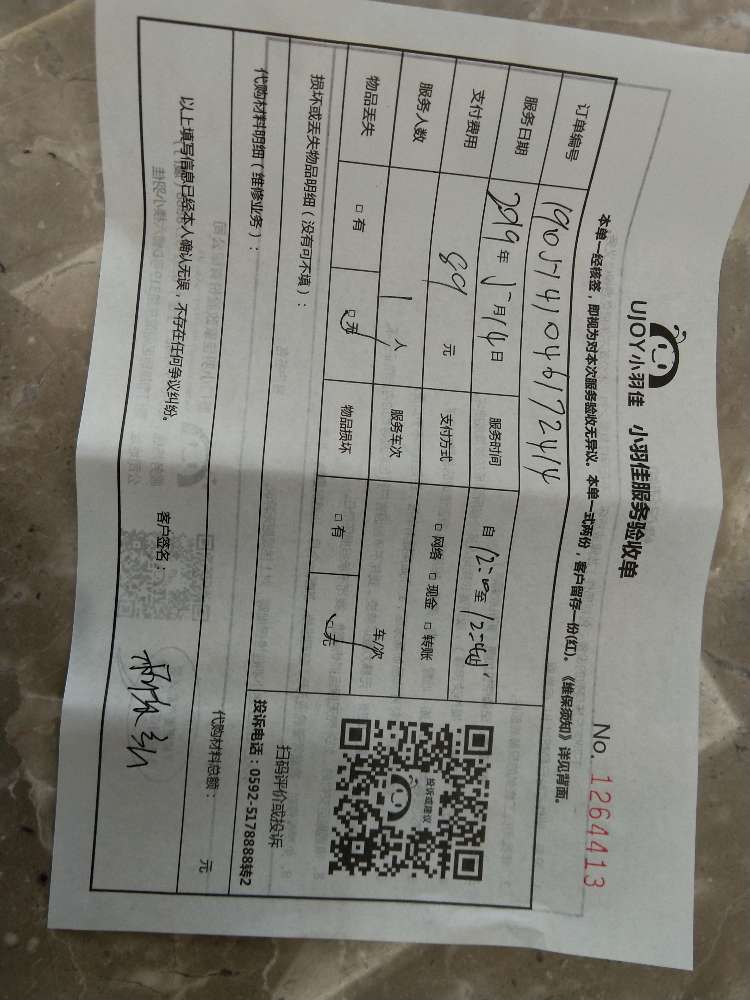 UJOY小羽佳 小羽佳服务验收单
No. 1264413
本单一经核签，即视为对本次服务验收无异议。本单一式两份，客户留存一份(红)。《维保须知》详见背面。
订单编号 1905141046172414
服务日期 2019年5月14日 服务时间 自12:00至12:45
支付费用 89元 支付方式 □网络 □现金 □转账
服务人数 1人 服务车次 车/次
物品丢失 □有 □无 物品损坏 □有 □无
损坏或丢失物品明细（没有可不填）：
投诉或建议
扫码评价或投诉
投诉电话：0592-5178888转2
代购材料明细（维修业务）：
代购材料总额： 元
以上填写信息已经本人确认无误，不存在任何争议纠纷。 客户签名：